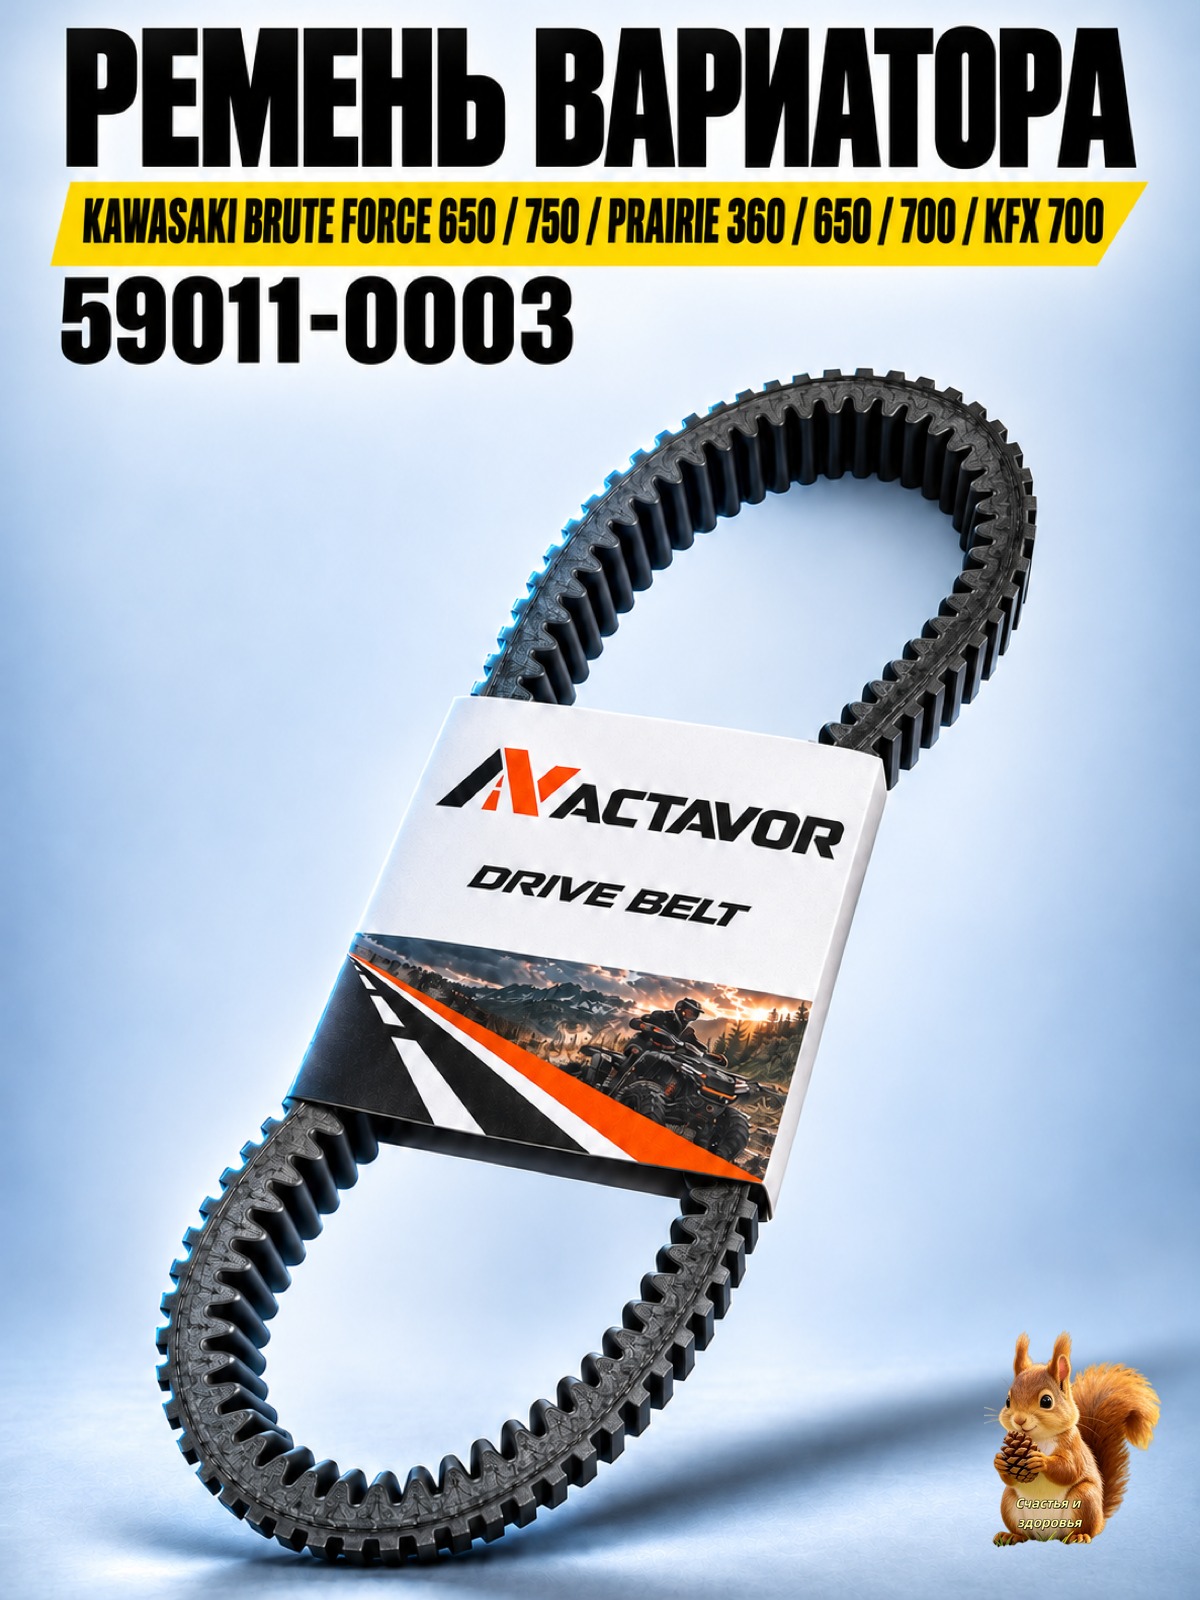 РЕМЕНЬ ВАРИАТОРА
KAWASAKI BRUTE FORCE 650 / 750 / PRAIRIE 360 / 650 / 700 / KFX 700
59011-0003
ACTAVOR
DRIVE BELT
Счастья и
здоровья